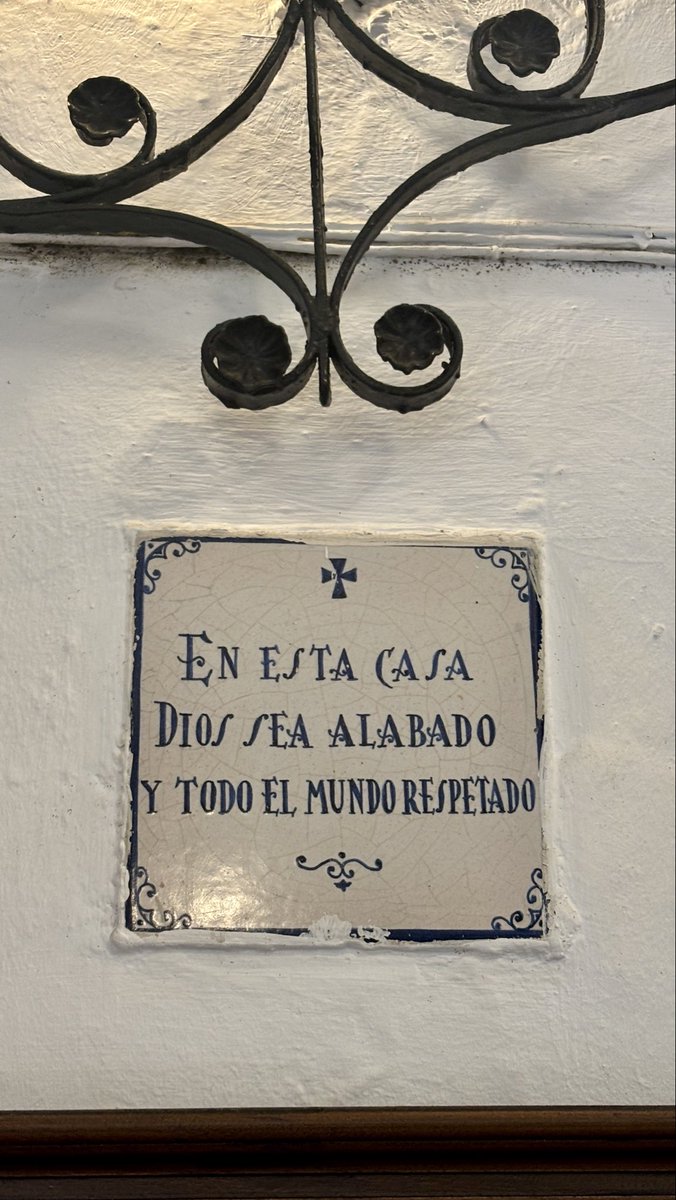 En esta casa
Dios sea alabado
y todo el mundo respetado